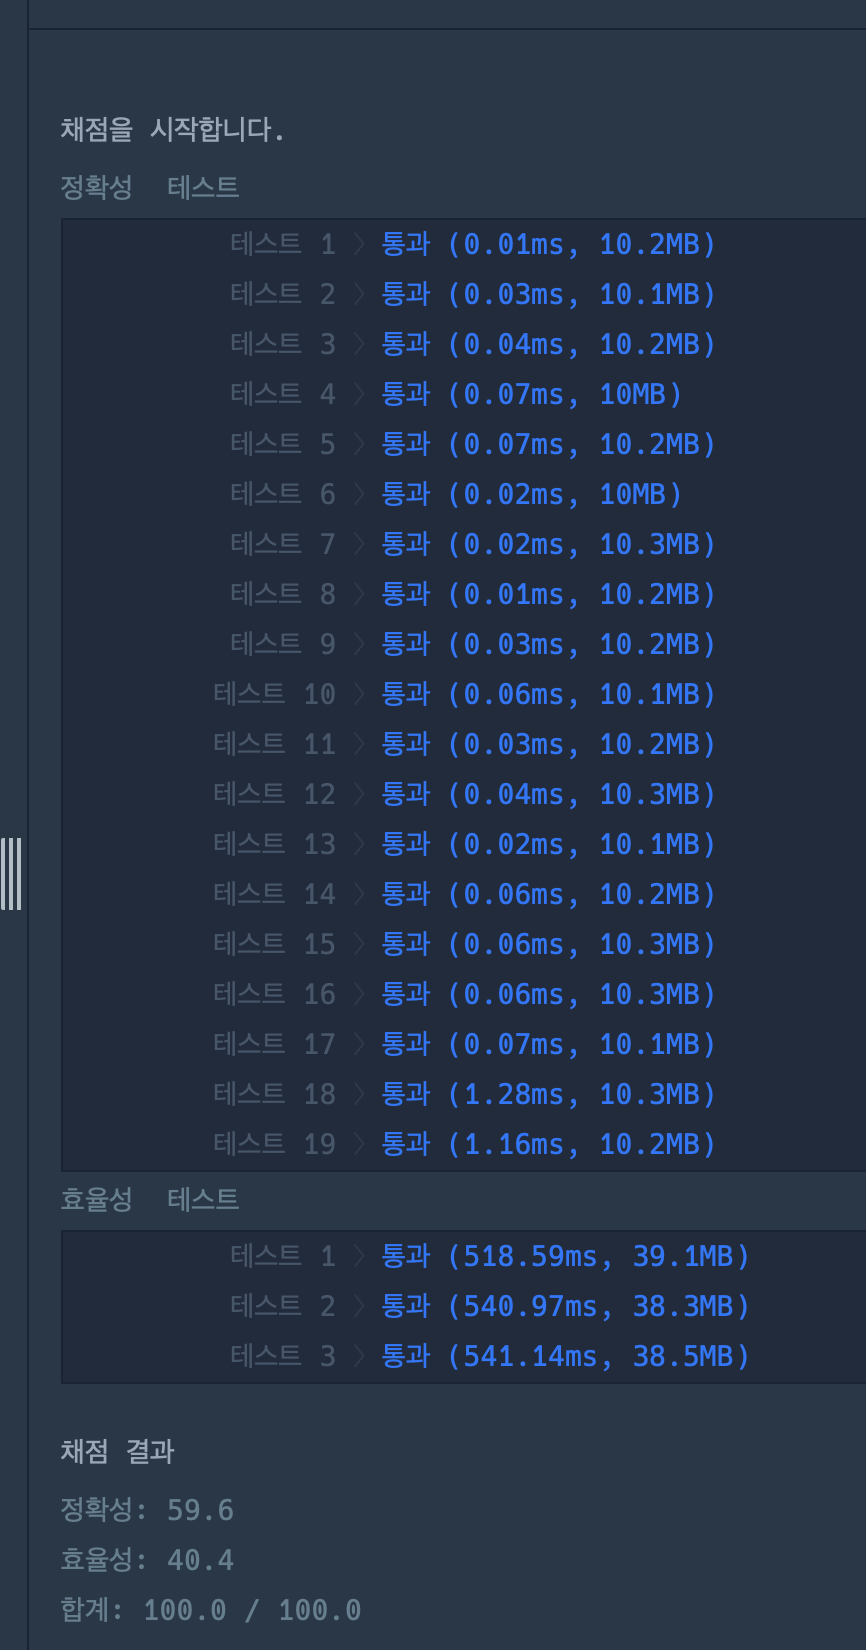 채점을 시작합니다.
정확성 테스트
테스트 1 〉 통과 (0.01ms, 10.2MB)
테스트 2 〉 통과 (0.03ms, 10.1MB)
테스트 3 〉 통과 (0.04ms, 10.2MB)
테스트 4 〉 통과 (0.07ms, 10MB)
테스트 5 〉 통과 (0.07ms, 10.2MB)
테스트 6 〉 통과 (0.02ms, 10MB)
테스트 7 〉 통과 (0.02ms, 10.3MB)
테스트 8 〉 통과 (0.01ms, 10.2MB)
테스트 9 〉 통과 (0.03ms, 10.2MB)
테스트 10 〉 통과 (0.06ms, 10.1MB)
테스트 11 〉 통과 (0.03ms, 10.2MB)
테스트 12 〉 통과 (0.04ms, 10.3MB)
테스트 13 〉 통과 (0.02ms, 10.1MB)
테스트 14 〉 통과 (0.06ms, 10.2MB)
테스트 15 〉 통과 (0.06ms, 10.3MB)
테스트 16 〉 통과 (0.06ms, 10.3MB)
테스트 17 〉 통과 (0.07ms, 10.1MB)
테스트 18 〉 통과 (1.28ms, 10.3MB)
테스트 19 〉 통과 (1.16ms, 10.2MB)
효율성 테스트
테스트 1 〉 통과 (518.59ms, 39.1MB)
테스트 2 〉 통과 (540.97ms, 38.3MB)
테스트 3 〉 통과 (541.14ms, 38.5MB)
채점 결과
정확성: 59.6
효율성: 40.4
합계: 100.0 / 100.0